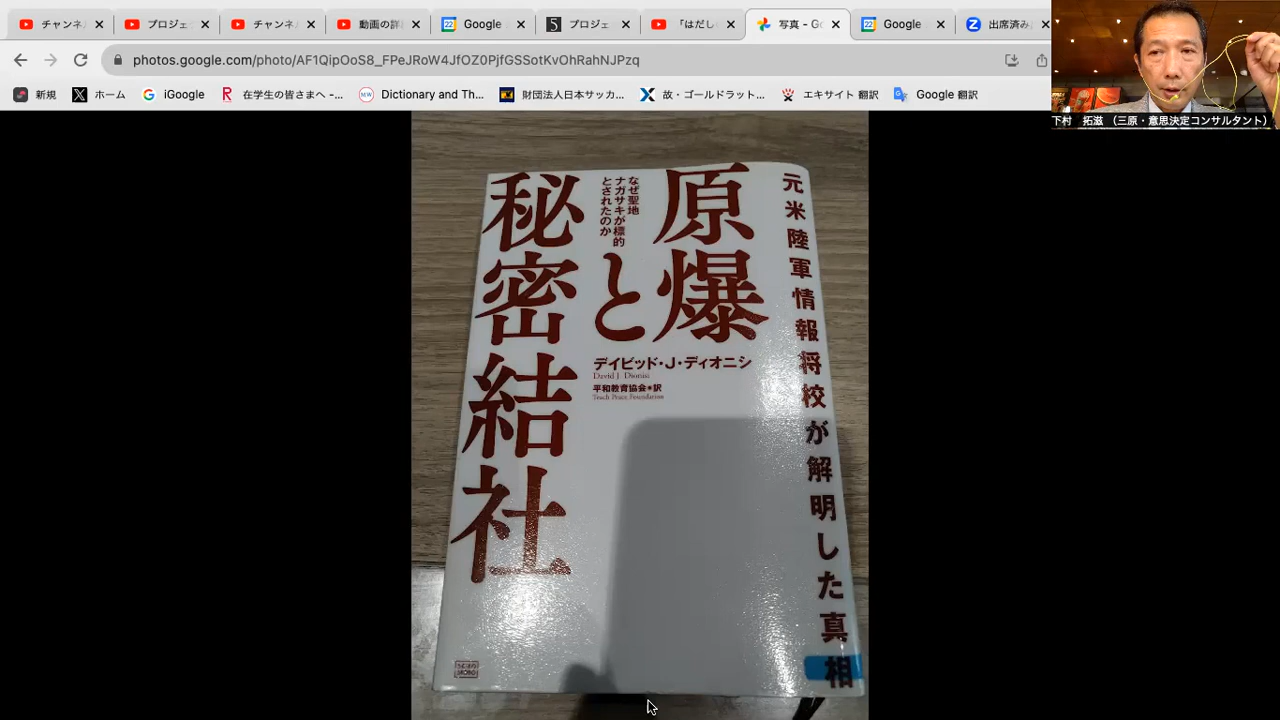 チャンネル
プロジェ
チャンネル
動画の評
Google
プロジェ
「はだし
写真 - Go
Google
出席済み
photos.google.com/photo/AF1QipOoS8_FPeJRoW4JfOZ0PjfGSSotKvOhRahNJPzq
新規
ホーム
iGoogle
在学生の皆さまへ -...
Dictionary and Th...
財団法人日本サッカ...
故・ゴールドラット...
エキサイト 翻訳
Google 翻訳
下村 拓滋 (三原・意思決定コンサルタント)
元米陸軍情報将校が解明した真相
原爆
と
なぜ聖地
ナガサキが標的
とされたのか
秘密結社
デイビッド・J・ディオニシ
David J. Dionisi
平和教育協会*訳
Teach Peace Foundation